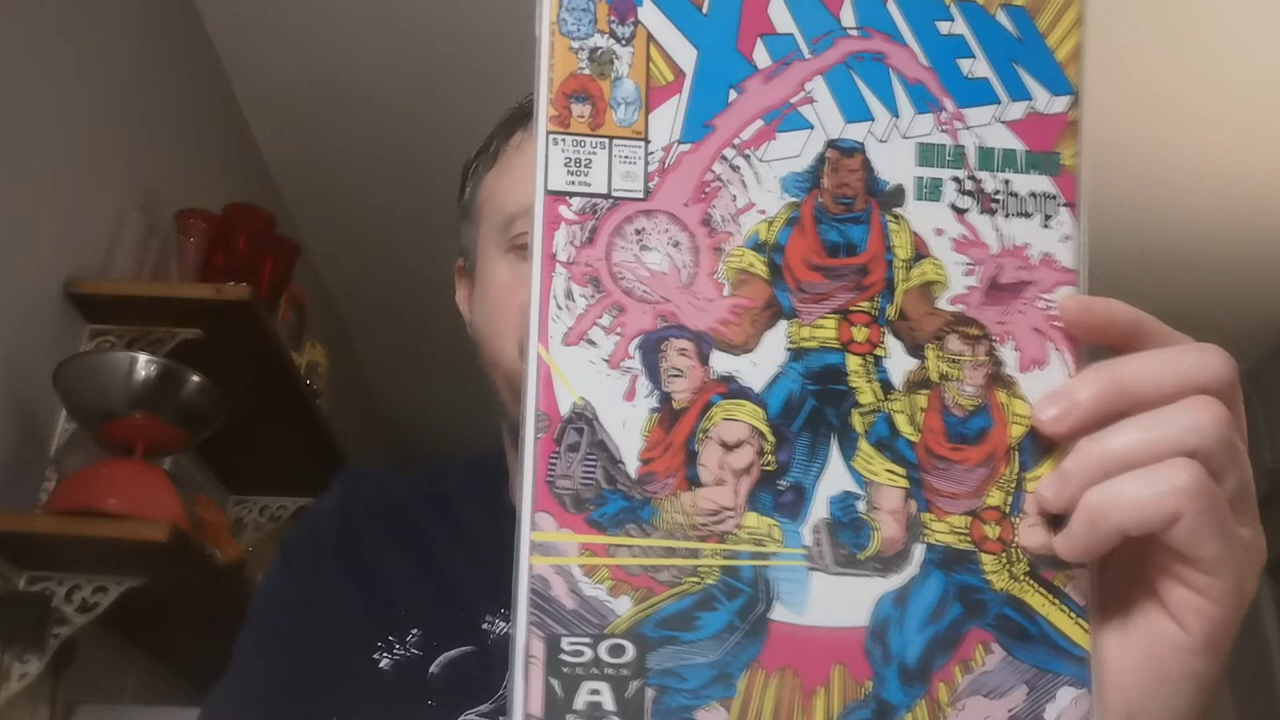 X-MEN
$1.00 US
$1.25 CAN
282
NOV
UK 55p
APPROVED
BY THE
COMICS
CODE
AUTHORITY
HIS NAME
IS Bishop-
50
YEARS
A